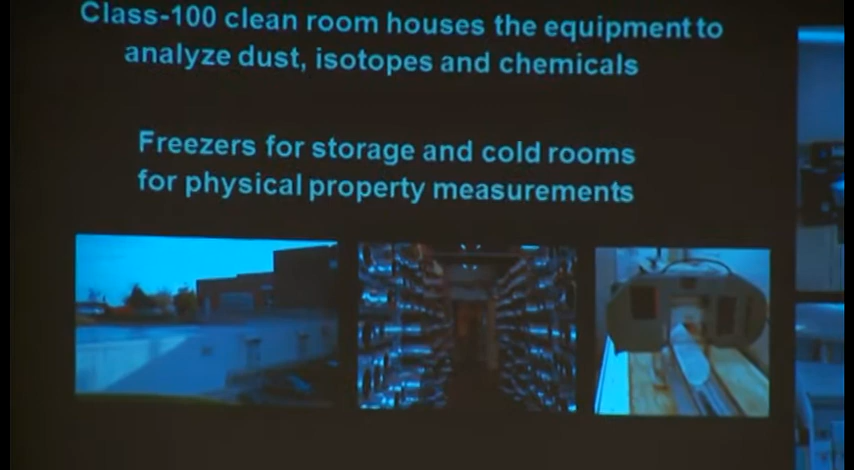 Class-100 clean room houses the equipment to
analyze dust, isotopes and chemicals
Freezers for storage and cold rooms
for physical property measurements